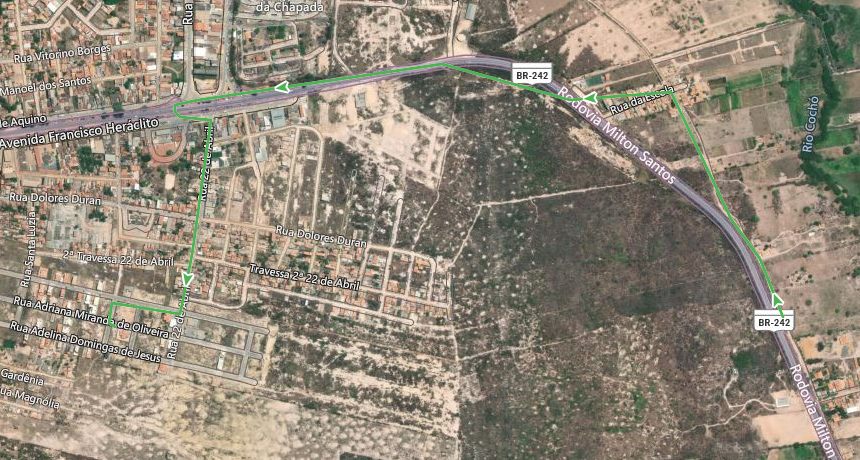 da Chapada
Rua
Rua Vitorino Borges
BR-242
Manoel dos Santos
Rua da Escola
Rodovia Milton Santos
Rio Cochó
de Aquino
Avenida Francisco Heráclito
Rua 22 de Abril
Rua Dolores Duran
Rua Santa Luzia
Rua Dolores Duran
2ª Travessa 22 de Abril
Travessa 2ª 22 de Abril
Rua Adriana Miranda de Oliveira
Rua 22 de Abril
BR-242
Rua Adelina Domingas de Jesus
Gardênia
Rodovia Milton
ua Magnólia